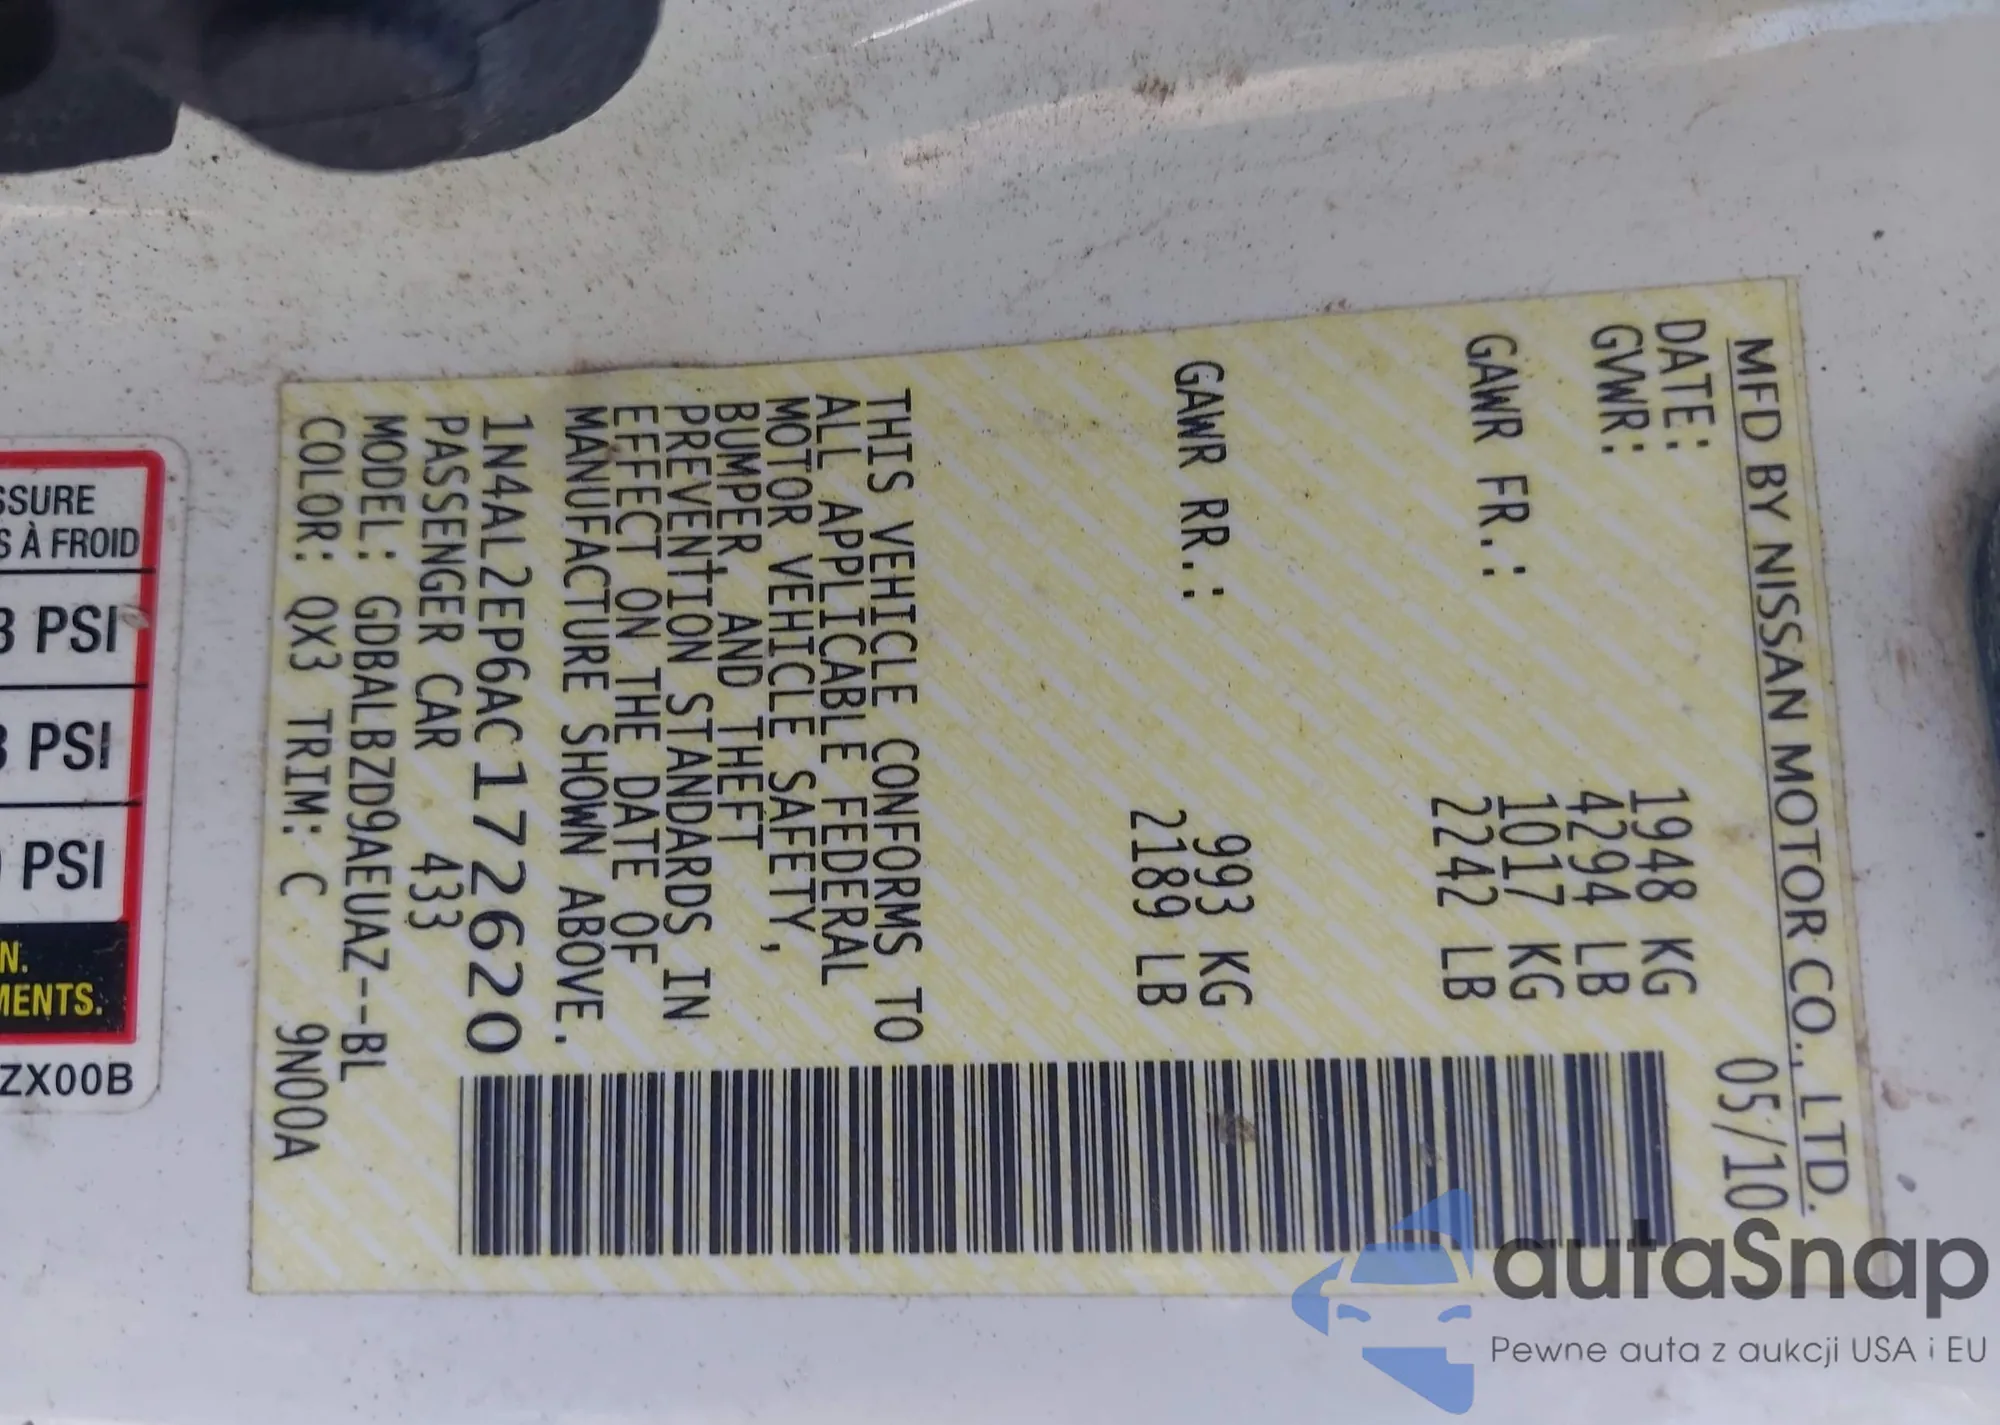 MFD BY NISSAN MOTOR CO., LTD.
DATE: 05/10
GVWR: 1948 KG
4294 LB
GAWR FR.: 1017 KG
2242 LB
GAWR RR.: 993 KG
2189 LB
THIS VEHICLE CONFORMS TO
ALL APPLICABLE FEDERAL
MOTOR VEHICLE SAFETY,
BUMPER, AND THEFT
PREVENTION STANDARDS IN
EFFECT ON THE DATE OF
MANUFACTURE SHOWN ABOVE.
1N4AL2EP6AC172620
PASSENGER CAR 433
MODEL: GDBALBZD9AEUAZ--BL
COLOR: QX3 TRIM: C 9N00A
SSURE
S À FROID
PSI
PSI
PSI
N.
MENTS.
ZX00B
autaSnap
Pewne auta z aukcji USA i EU